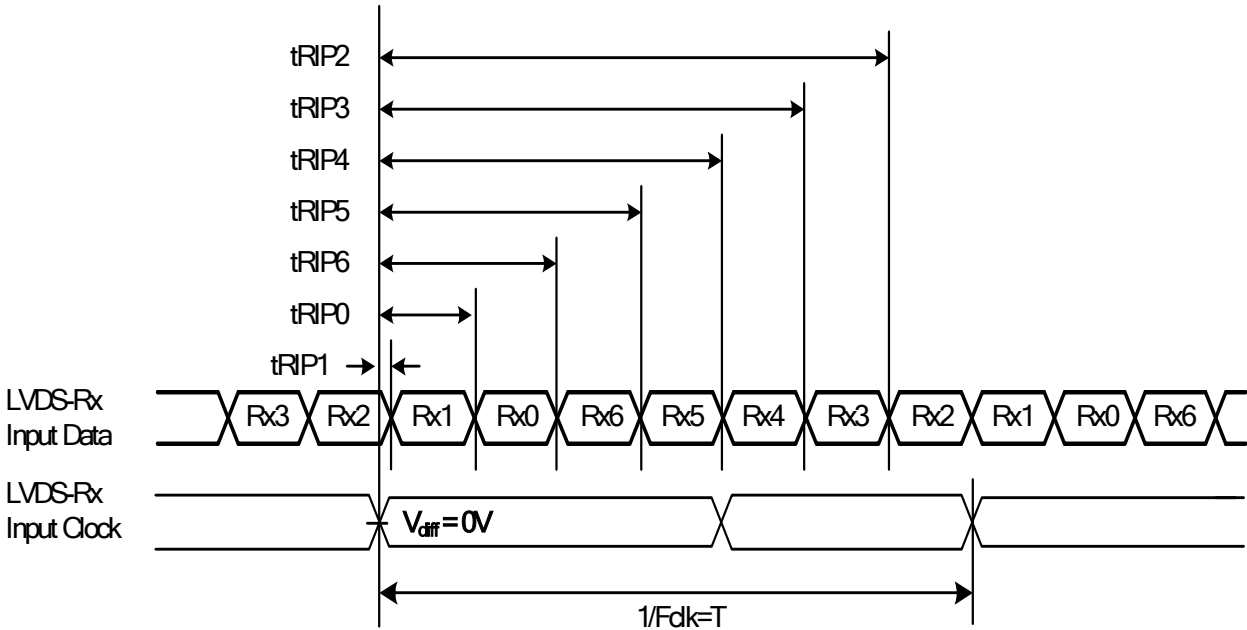 tRIP2
tRIP3
tRIP4
tRIP5
tRIP6
tRIP0
tRIP1
LVDS-Rx
Input Data
Rx3 Rx2 Rx1 Rx0 Rx6 Rx5 Rx4 Rx3 Rx2 Rx1 Rx0 Rx6
LVDS-Rx
Input Clock
Vdiff = 0V
1/Fclk=T